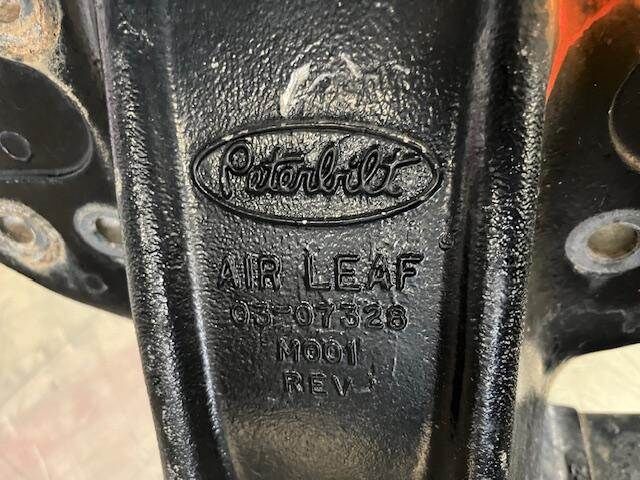 Peterbilt
AIR LEAF
03-07328
M001
REV